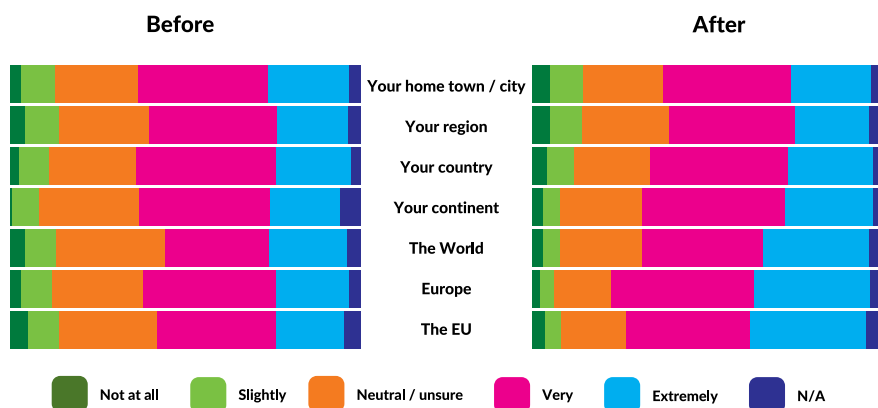 Before
After
Your home town / city
Your region
Your country
Your continent
The World
Europe
The EU
Not at all
Slightly
Neutral / unsure
Very
Extremely
N/A